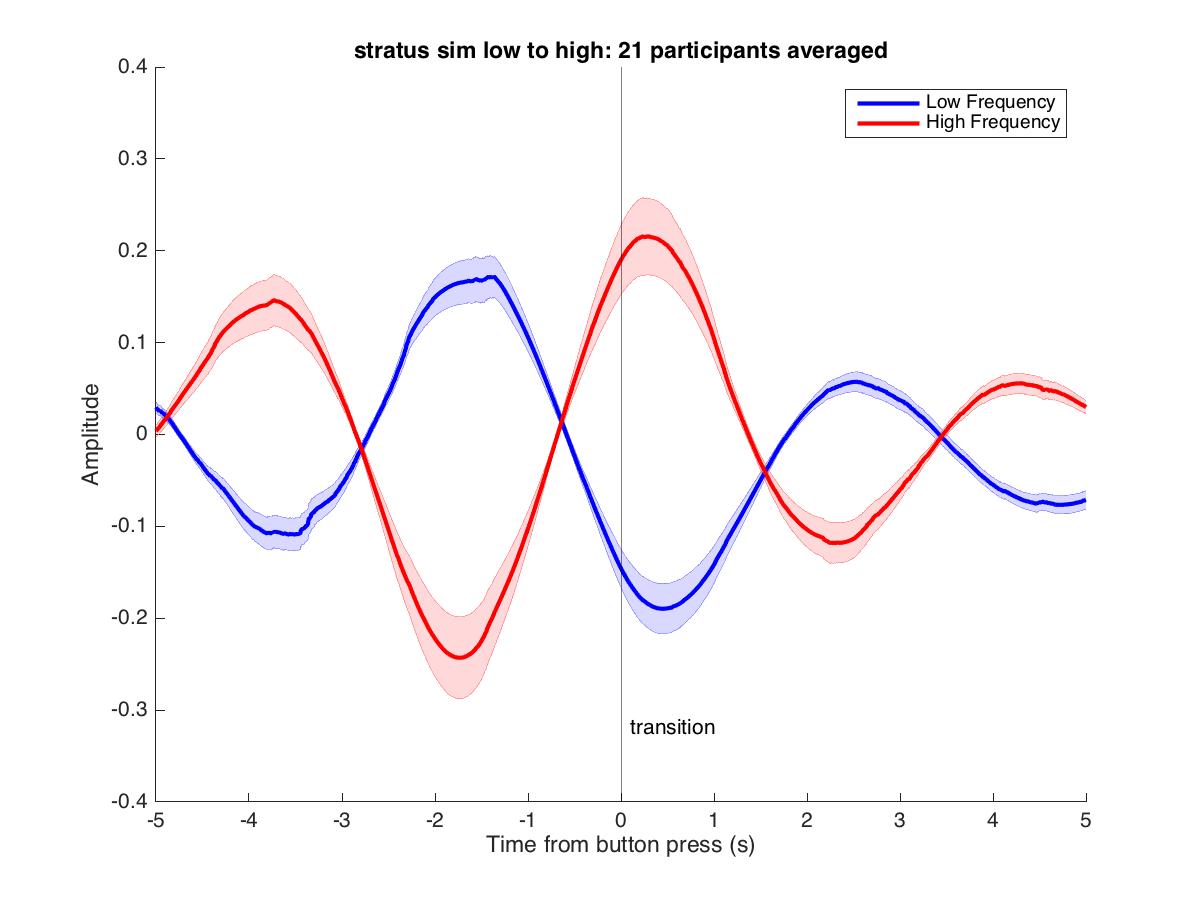 stratus sim low to high: 21 participants averaged
0.4
0.3
0.2
0.1
0
-0.1
-0.2
-0.3
-0.4
Amplitude
Low Frequency
High Frequency
transition
-5 -4 -3 -2 -1 0 1 2 3 4 5
Time from button press (s)